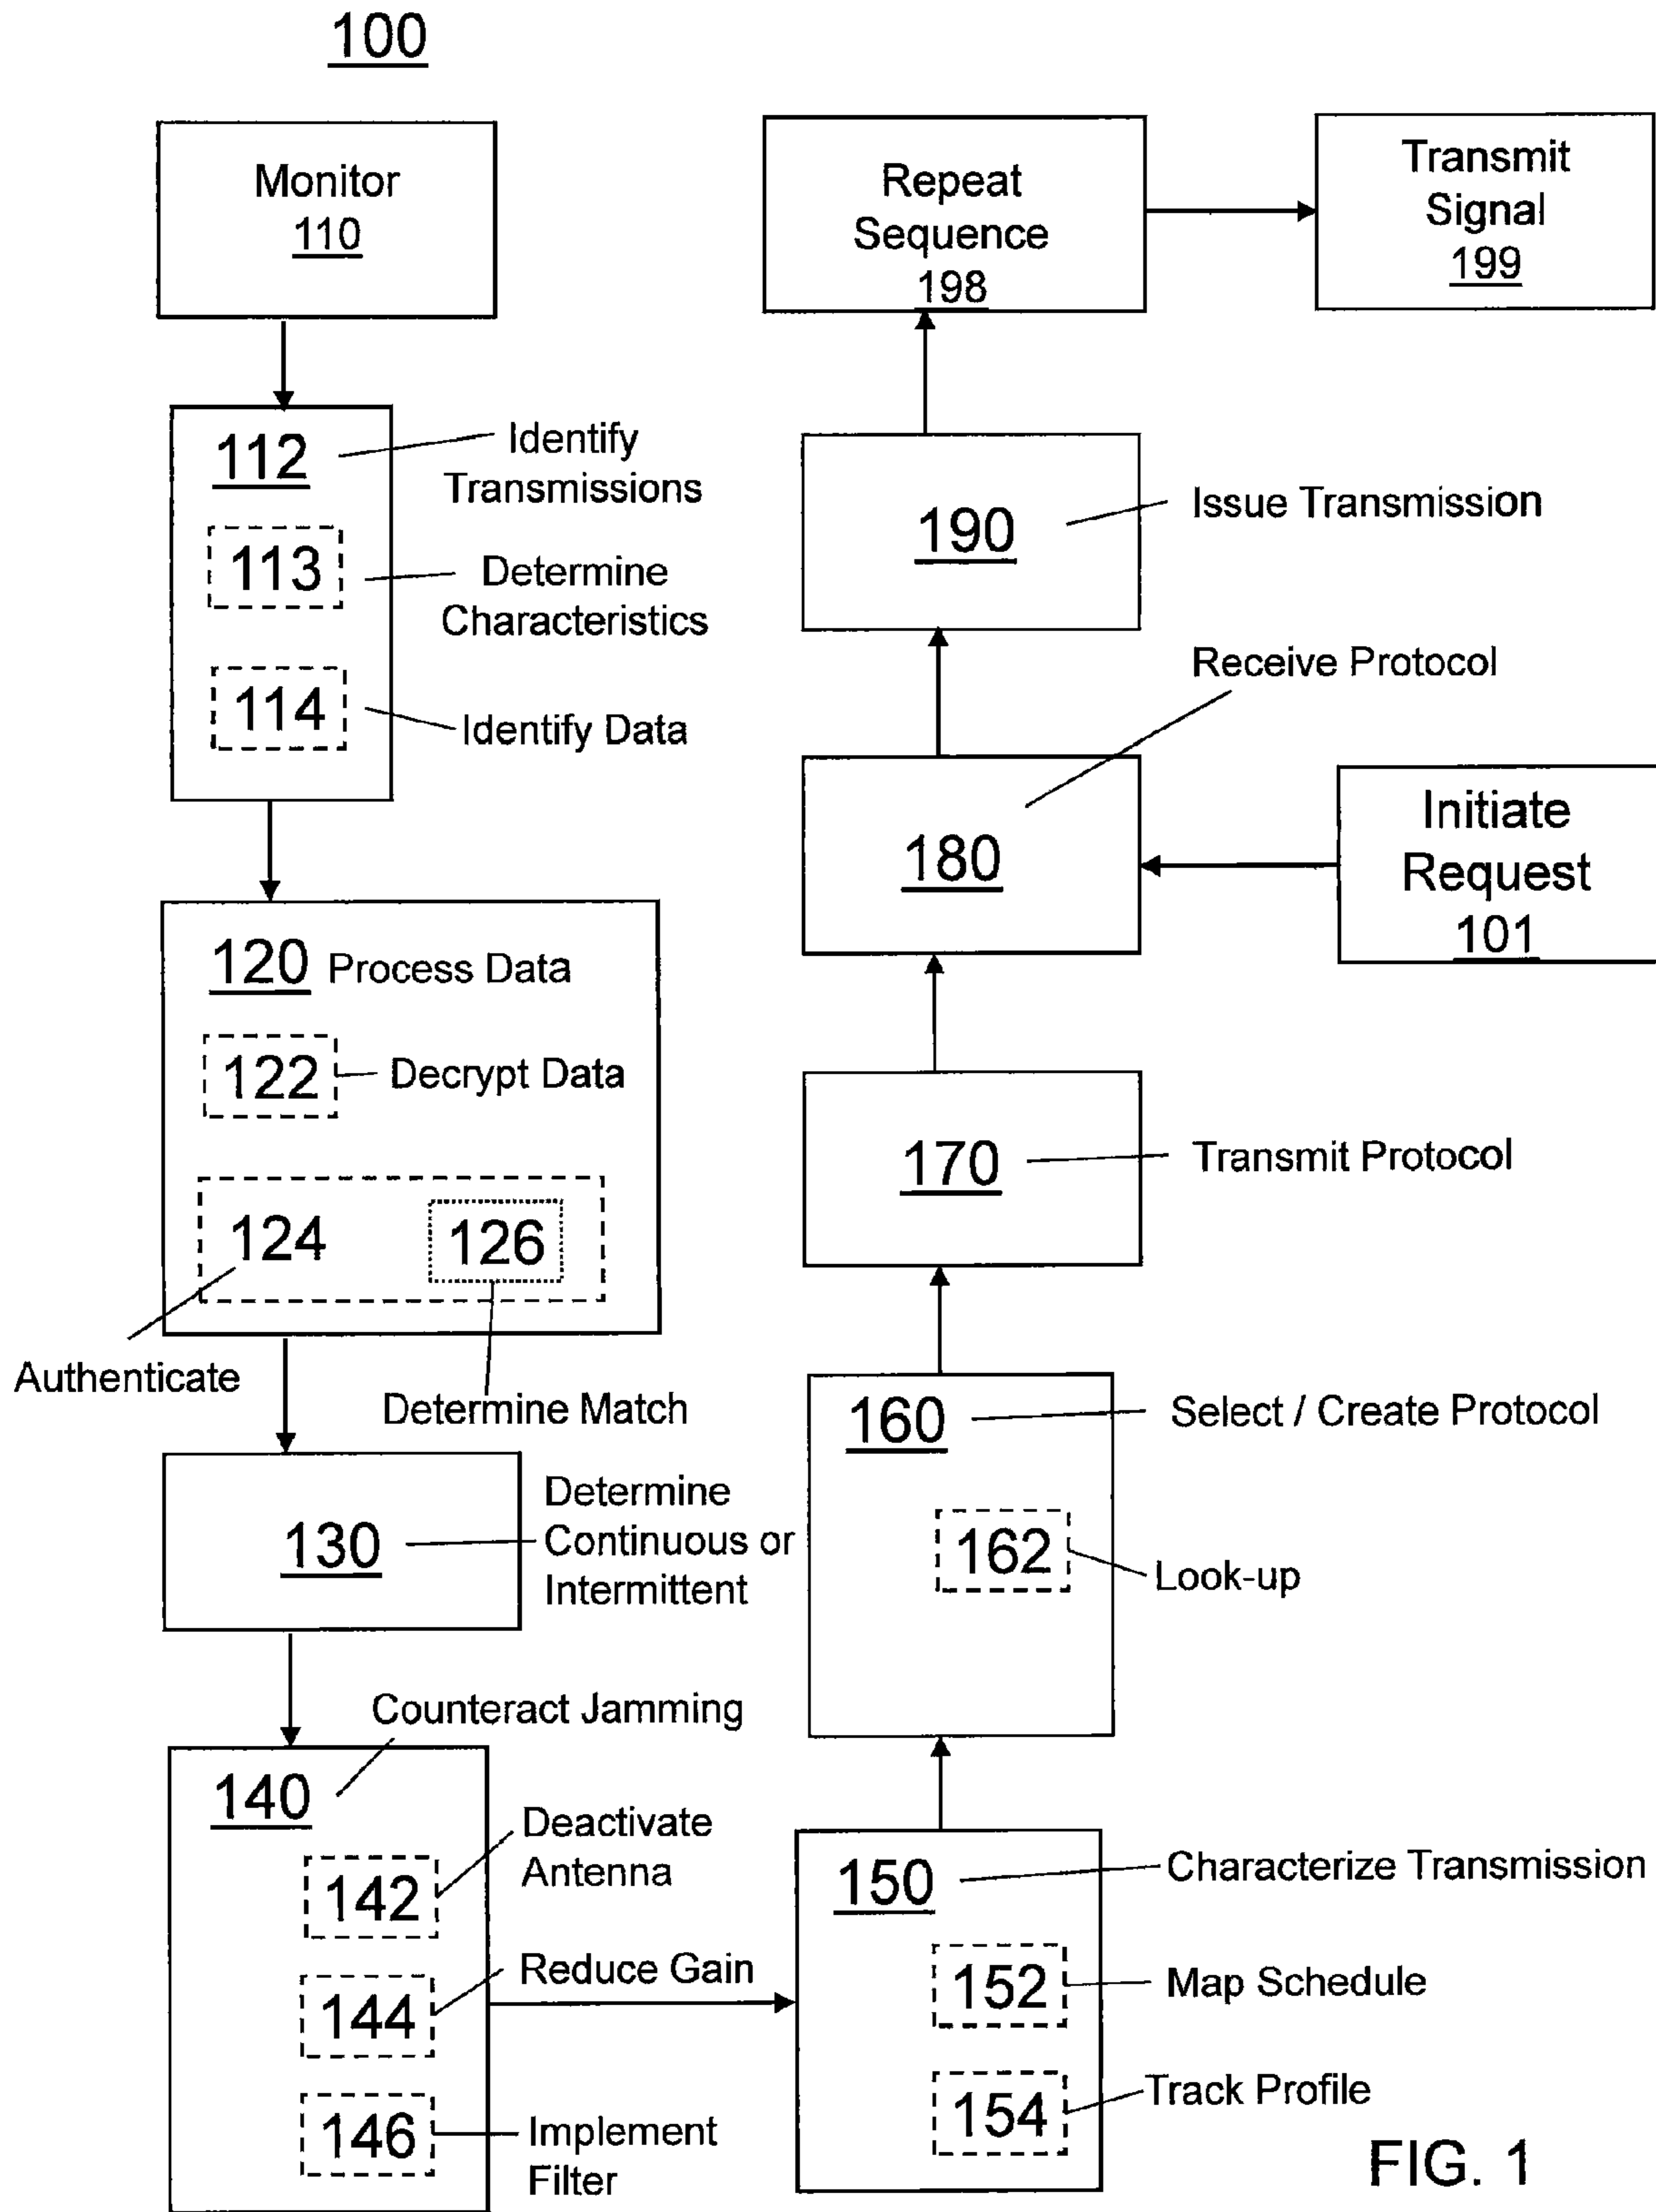 100
Monitor
110
112
Identify
Transmissions
113
Determine
Characteristics
114
Identify Data
120 Process Data
122
Decrypt Data
124
126
Authenticate
Determine Match
130
Determine
Continuous or
Intermittent
Counteract Jamming
140
Deactivate
Antenna
142
Reduce Gain
144
146
Implement
Filter
150
Characterize Transmission
152
Map Schedule
154
Track Profile
160
Select / Create Protocol
162
Look-up
170
Transmit Protocol
Receive Protocol
180
Initiate
Request
101
190
Issue Transmission
Repeat
Sequence
198
Transmit
Signal
199
FIG. 1